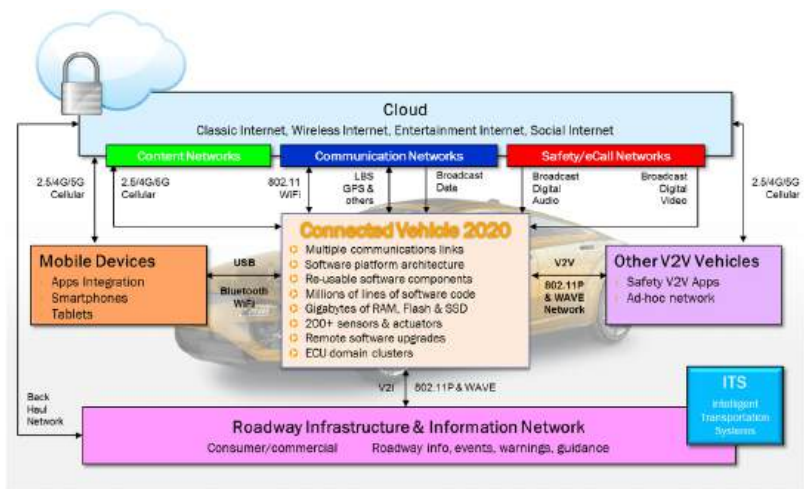 Cloud
Classic Internet, Wireless Internet, Entertainment Internet, Social Internet
Content Networks
Communication Networks
Safety/eCall Networks
2.5/4G/5G
Cellular
2.5/4G/5G
Cellular
802.11
WiFi
LBS
GPS &
others
Broadcast
Data
Broadcast
Digital
Audio
Broadcast
Digital
Video
2.5/4G/5G
Cellular
Connected Vehicle 2020
Multiple communications links
Software platform architecture
Re-usable software components
Millions of lines of software code
Gigabytes of RAM, Flash & SSD
200+ sensors & actuators
Remote software upgrades
ECU domain clusters
Mobile Devices
Apps Integration
Smartphones
Tablets
USB
Bluetooth
WiFi
V2V
802.11P
& WAVE
Network
Other V2V Vehicles
Safety V2V Apps
Ad-hoc network
V2I
802.11P & WAVE
Back
Haul
Network
ITS
Intelligent
Transportation
Systems
Roadway Infrastructure & Information Network
Consumer/commercial
Roadway info, events, warnings, guidance